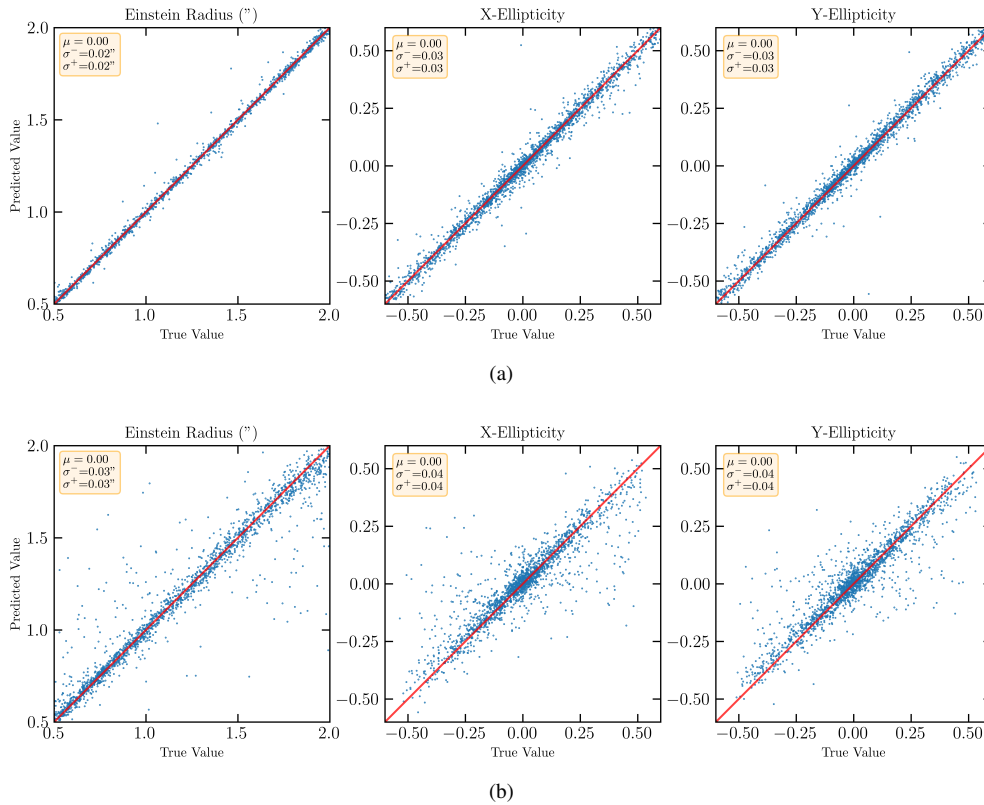 Einstein Radius (")
X-Ellipticity
Y-Ellipticity
2.0
1.5
1.0
0.5
Predicted Value
μ = 0.00
σ⁻=0.02"
σ⁺=0.02"
0.5 1.0 1.5 2.0
True Value
0.50
0.25
0.00
−0.25
−0.50
μ = 0.00
σ⁻=0.03
σ⁺=0.03
−0.50 −0.25 0.00 0.25 0.50
True Value
0.50
0.25
0.00
−0.25
−0.50
μ = 0.00
σ⁻=0.03
σ⁺=0.03
−0.50 −0.25 0.00 0.25 0.50
True Value
(a)
Einstein Radius (")
X-Ellipticity
Y-Ellipticity
2.0
1.5
1.0
0.5
Predicted Value
μ = 0.00
σ⁻=0.03"
σ⁺=0.03"
0.5 1.0 1.5 2.0
True Value
0.50
0.25
0.00
−0.25
−0.50
μ = 0.00
σ⁻=0.04
σ⁺=0.04
−0.50 −0.25 0.00 0.25 0.50
True Value
0.50
0.25
0.00
−0.25
−0.50
μ = 0.00
σ⁻=0.04
σ⁺=0.04
−0.50 −0.25 0.00 0.25 0.50
True Value
(b)